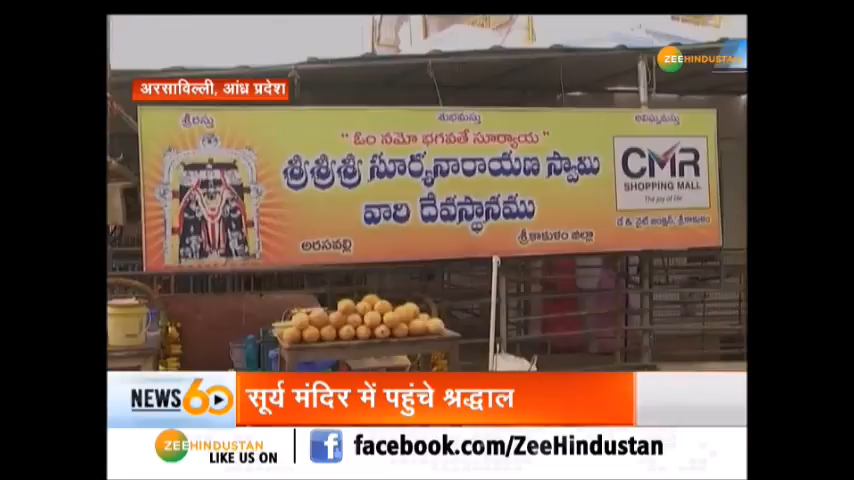 ZEE HINDUSTAN
अरसाविल्ली, आंध्र प्रदेश
శ్రీరస్తు
శుభమస్తు
అవిఘ్నమస్తు
"ఓం నమో భగవతే సూర్యాయ"
శ్రీశ్రీశ్రీ సూర్యనారాయణ స్వామి
వారి దేవస్థానము
అరసవల్లి
శ్రీకాకుళం జిల్లా
CMR
SHOPPING MALL
The joy of life
డే & నైట్ జంక్షన్, శ్రీకాకుళం
NEWS 60
सूर्य मंदिर में पहुंचे श्रद्धाल
ZEE HINDUSTAN
LIKE US ON
facebook.com/ZeeHindustan